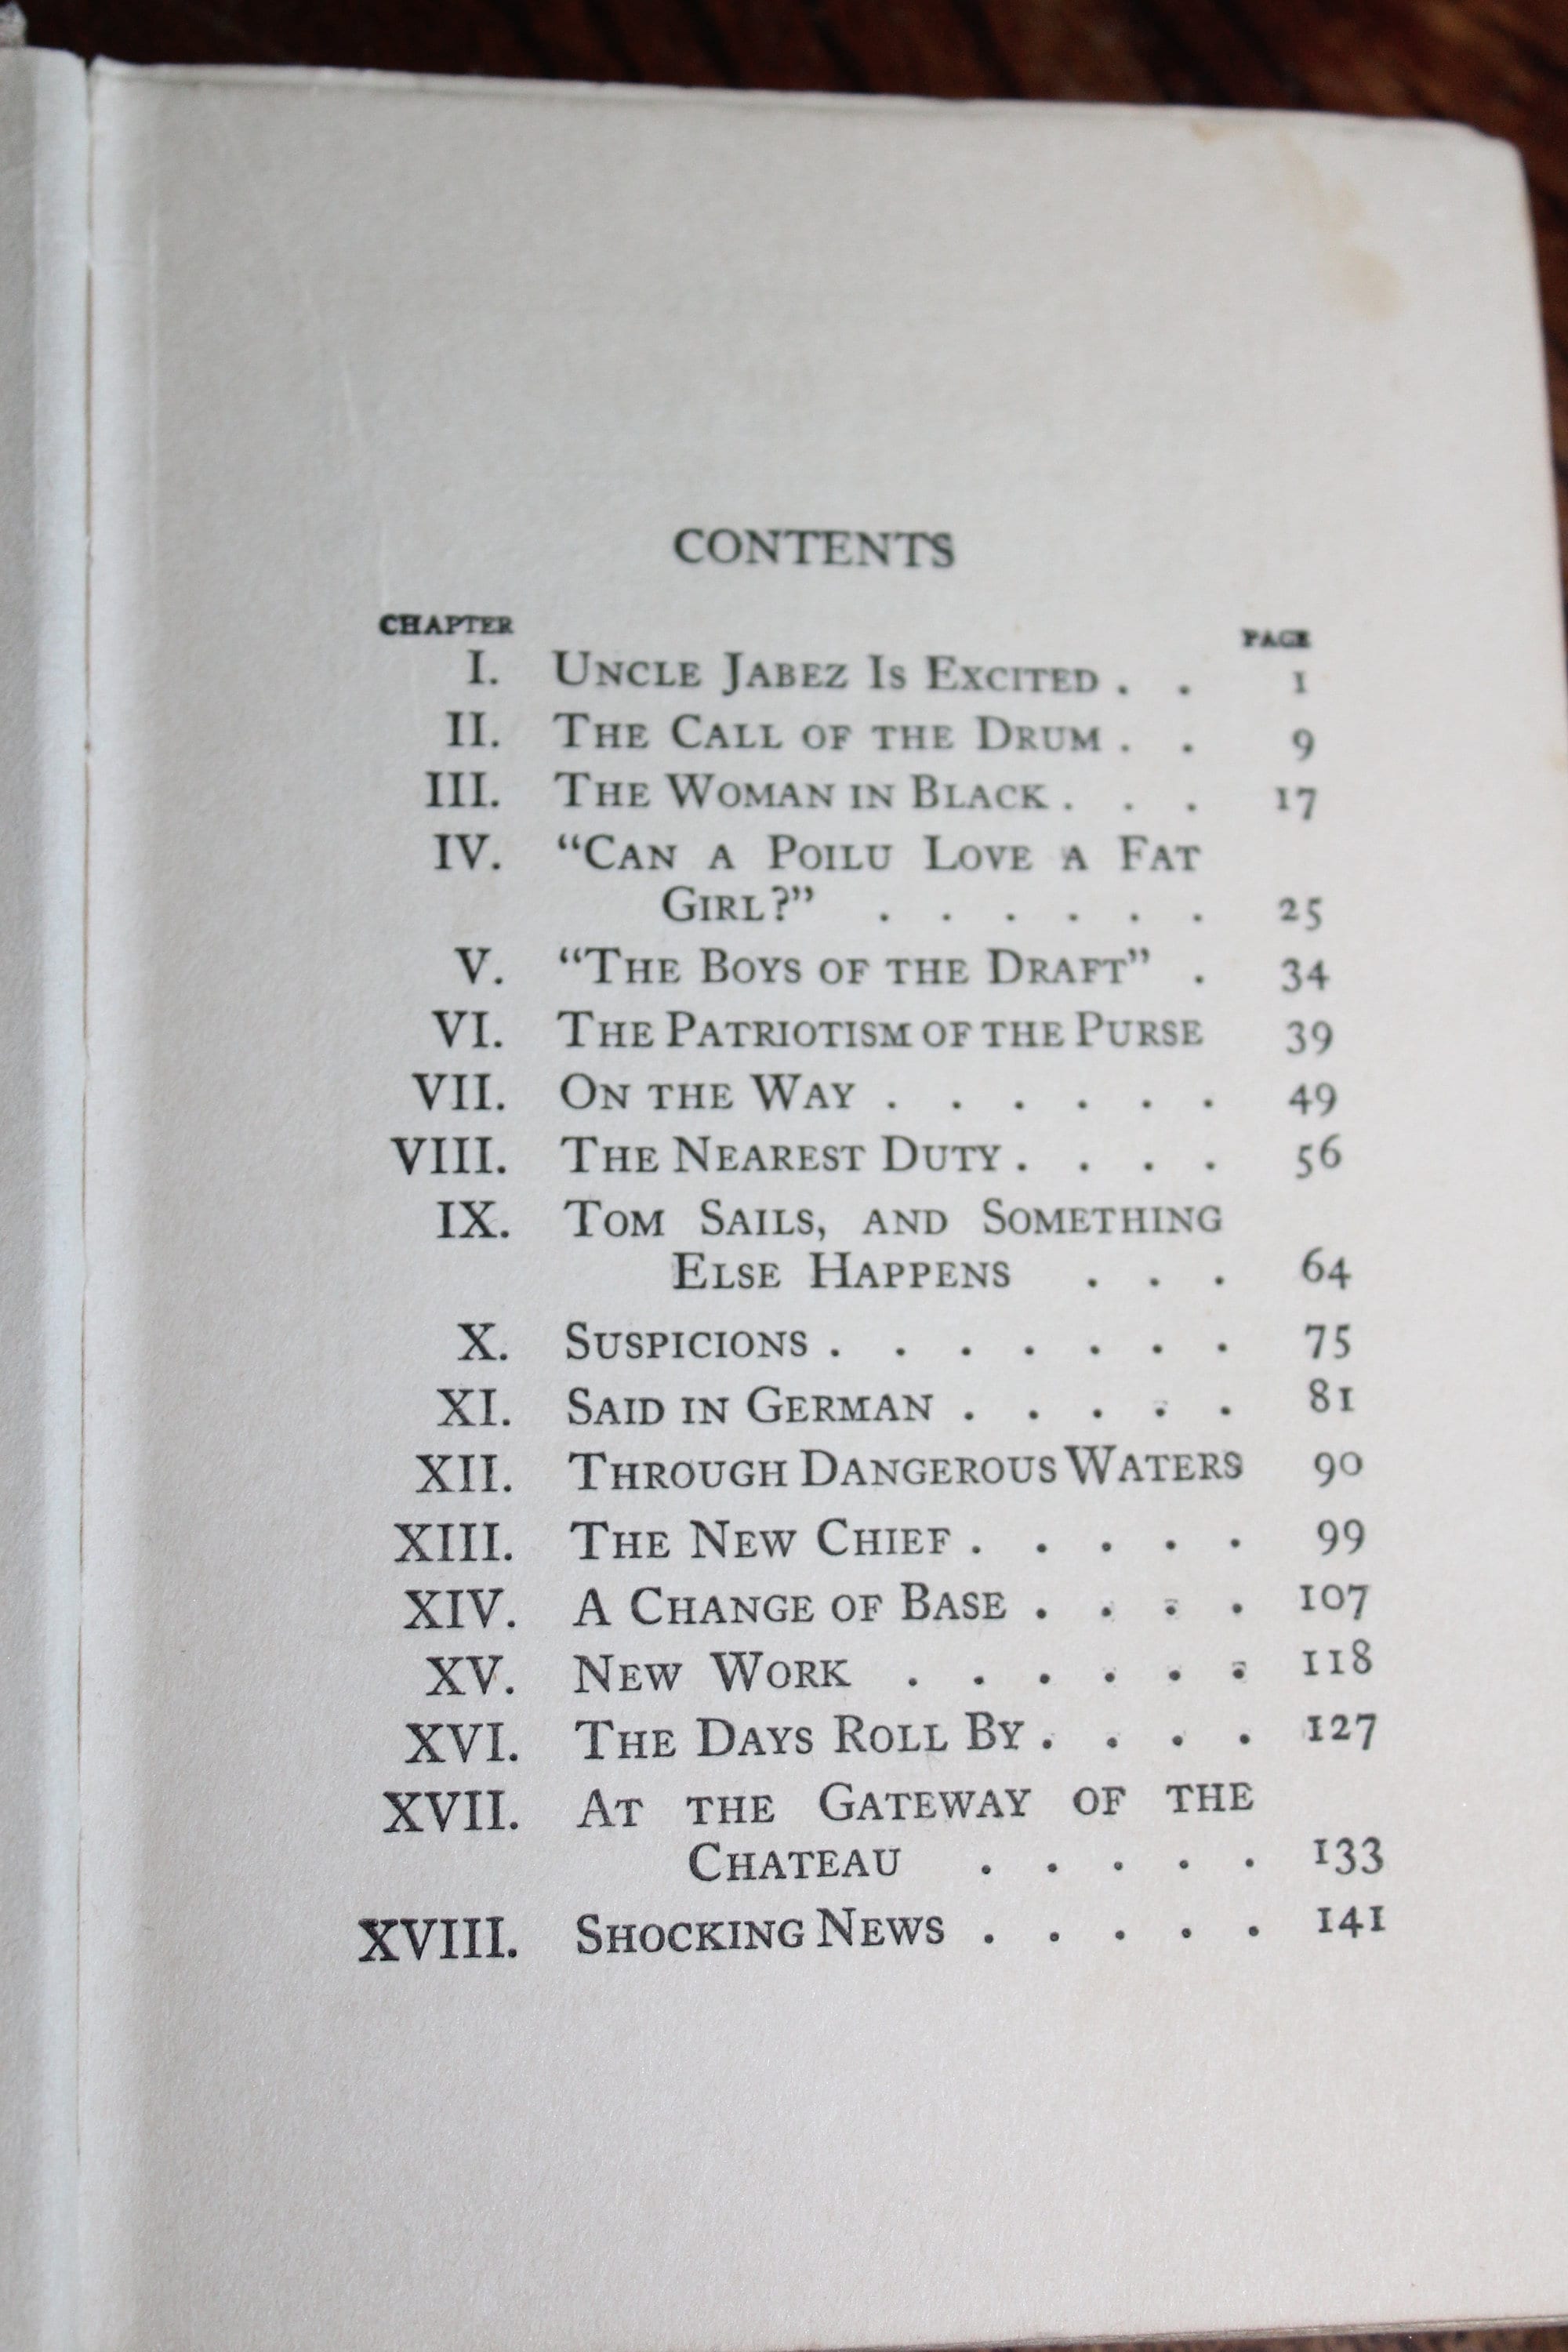 CONTENTS
CHAPTER PAGE
I. UNCLE JABEZ IS EXCITED . . 1
II. THE CALL OF THE DRUM . . 9
III. THE WOMAN IN BLACK . . . 17
IV. “CAN A POILU LOVE A FAT
GIRL?” . . . . . . 25
V. “THE BOYS OF THE DRAFT” . 34
VI. THE PATRIOTISM OF THE PURSE 39
VII. ON THE WAY . . . . . . 49
VIII. THE NEAREST DUTY . . . . 56
IX. TOM SAILS, AND SOMETHING
ELSE HAPPENS . . . 64
X. SUSPICIONS . . . . . . . 75
XI. SAID IN GERMAN . . . . . 81
XII. THROUGH DANGEROUS WATERS 90
XIII. THE NEW CHIEF . . . . . 99
XIV. A CHANGE OF BASE . . . . 107
XV. NEW WORK . . . . . . 118
XVI. THE DAYS ROLL BY . . . . 127
XVII. AT THE GATEWAY OF THE
CHATEAU . . . . . 133
XVIII. SHOCKING NEWS . . . . . 141